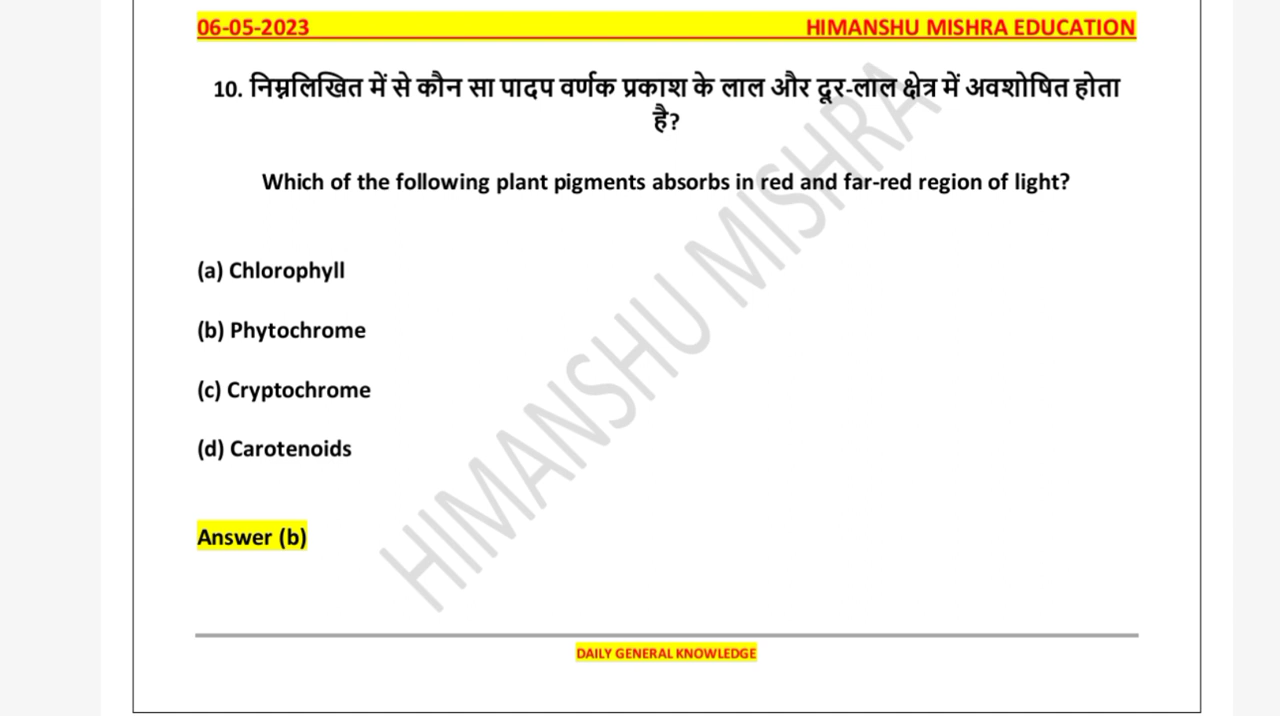 06-05-2023 HIMANSHU MISHRA EDUCATION
10. निम्नलिखित में से कौन सा पादप वर्णक प्रकाश के लाल और दूर-लाल क्षेत्र में अवशोषित होता
है?
Which of the following plant pigments absorbs in red and far-red region of light?
(a) Chlorophyll
(b) Phytochrome
(c) Cryptochrome
(d) Carotenoids
Answer (b)
HIMANSHU MISHRA
DAILY GENERAL KNOWLEDGE